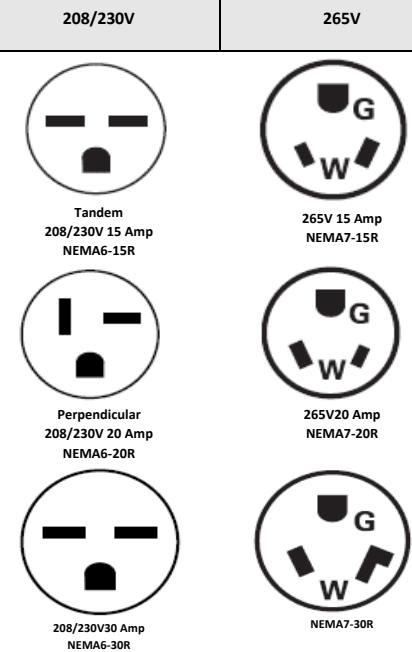 208/230V
265V
Tandem
208/230V 15 Amp
NEMA6-15R
G
W
265V 15 Amp
NEMA7-15R
Perpendicular
208/230V 20 Amp
NEMA6-20R
G
W
265V20 Amp
NEMA7-20R
208/230V30 Amp
NEMA6-30R
G
W
NEMA7-30R